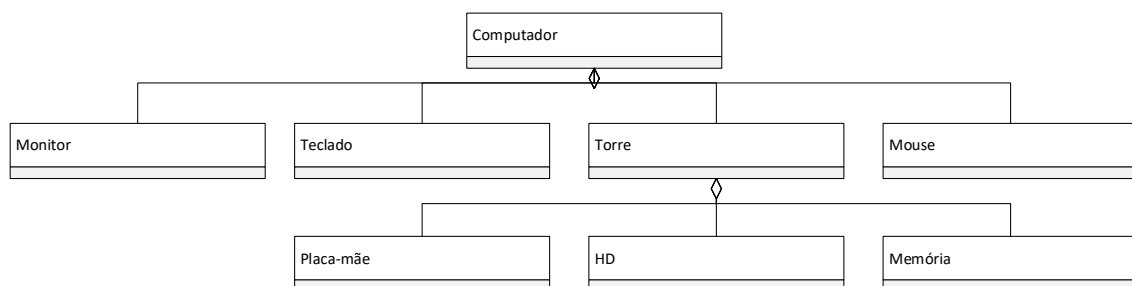 Computador
Monitor
Teclado
Torre
Mouse
Placa-mãe
HD
Memória